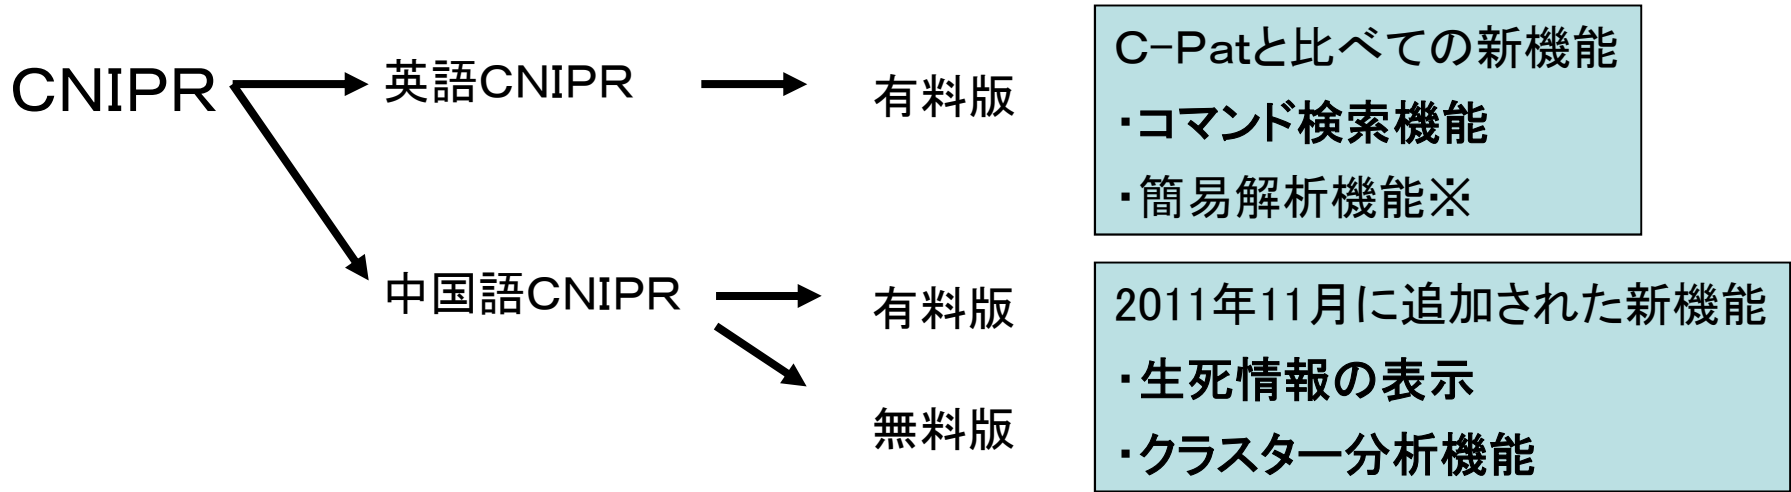 CNIPR
英語CNIPR
有料版
C-Patと比べての新機能
・コマンド検索機能
・簡易解析機能※
中国語CNIPR
有料版
無料版
2011年11月に追加された新機能
・生死情報の表示
・クラスター分析機能